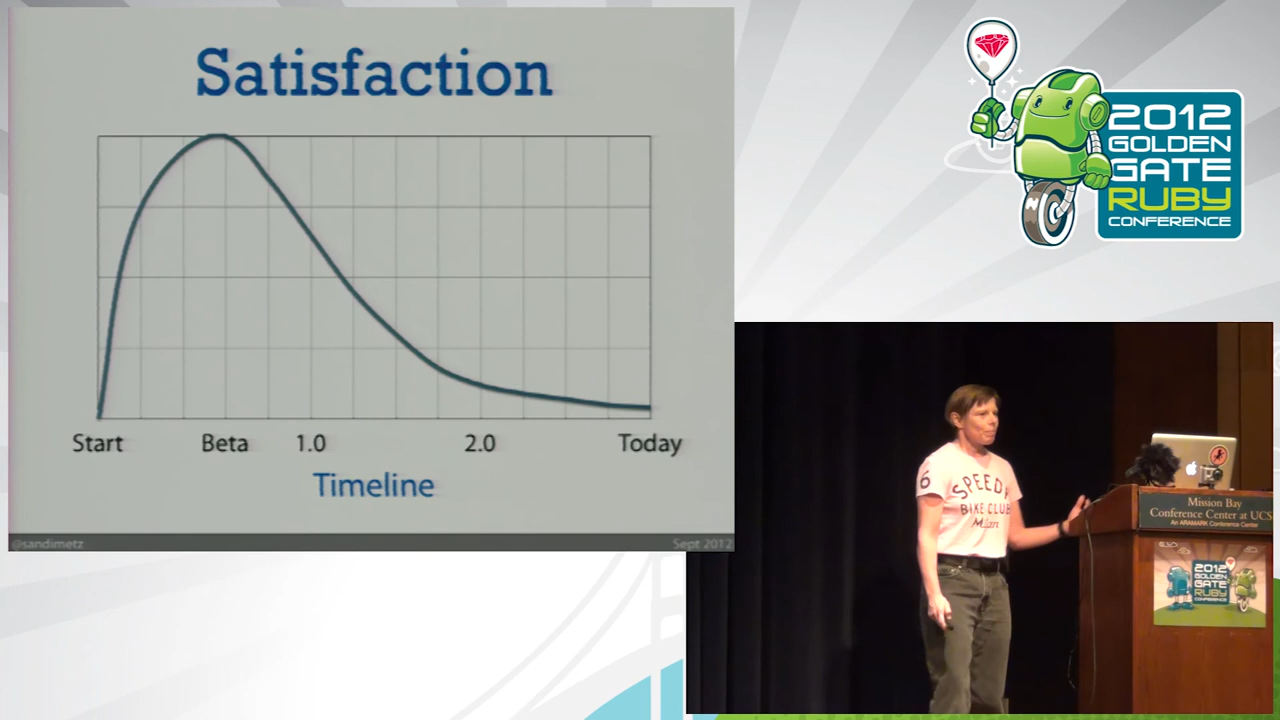 Satisfaction
Start
Beta
1.0
2.0
Today
Timeline
@sandimetz
Sept 2012
2012
GOLDEN
GATE
RUBY
CONFERENCE
6
SPEEDY
BIKE CLUB
Milan
Mission Bay
Conference Center at UCS
An ARAMARK Conference Center
2012
GOLDEN
GATE
RUBY
CONFERENCE